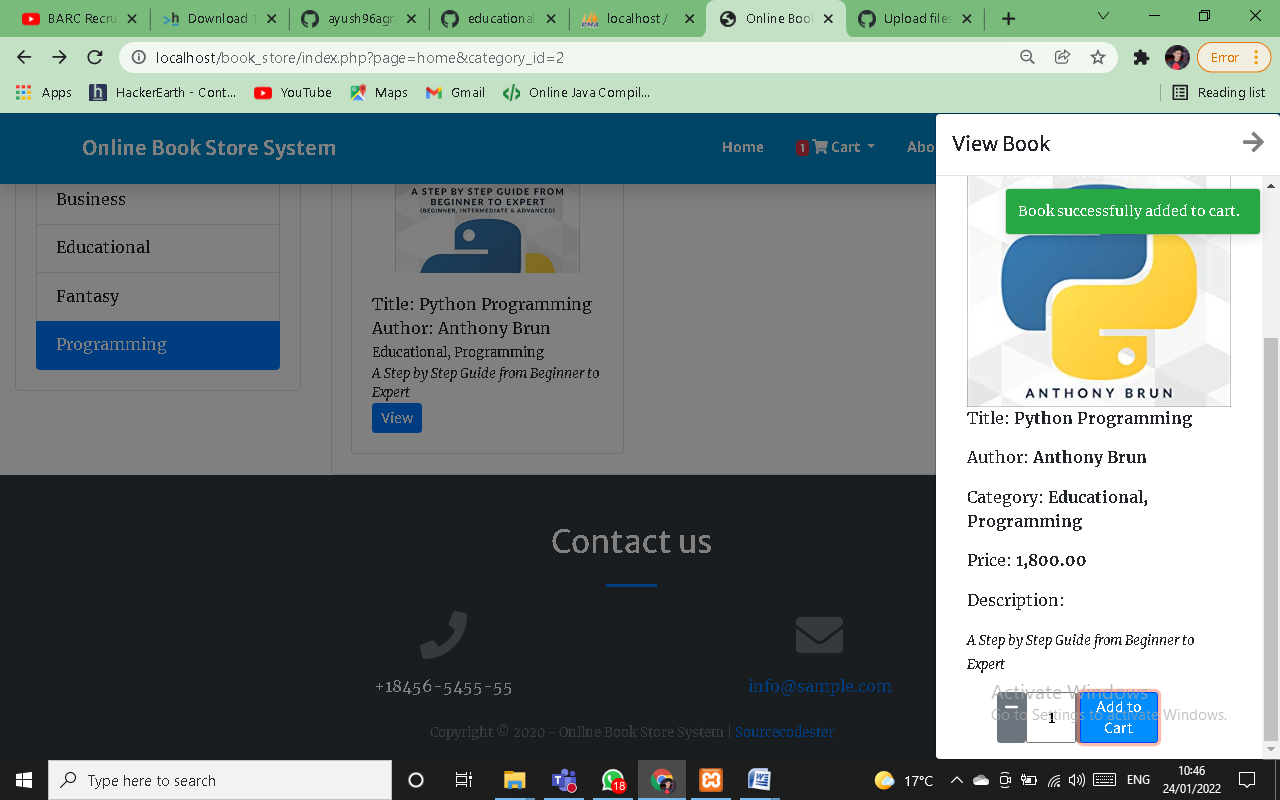 BARC Recru
Download 1
ayush96agra
educational
localhost /
Online Boo
Upload files
localhost/book_store/index.php?page=home&category_id=2
Error
Apps
HackerEarth - Cont...
YouTube
Maps
Gmail
Online Java Compil...
Reading list
Online Book Store System
Home
1 Cart
Abo
View Book
Business
Educational
Fantasy
Programming
A STEP BY STEP GUIDE FROM
BEGINNER TO EXPERT
(BEGINNER, INTERMEDIATE & ADVANCED)
Title: Python Programming
Author: Anthony Brun
Educational, Programming
A Step by Step Guide from Beginner to
Expert
View
Book successfully added to cart.
ANTHONY BRUN
Title: Python Programming
Author: Anthony Brun
Category: Educational,
Programming
Price: 1,800.00
Description:
A Step by Step Guide from Beginner to
Expert
1
Add to
Cart
Activate Windows
Go to Settings to activate Windows.
Contact us
+18456-5455-55
info@sample.com
Copyright © 2020 - Online Book Store System | Sourcecodester
Type here to search
18
17°C
ENG
10:46
24/01/2022